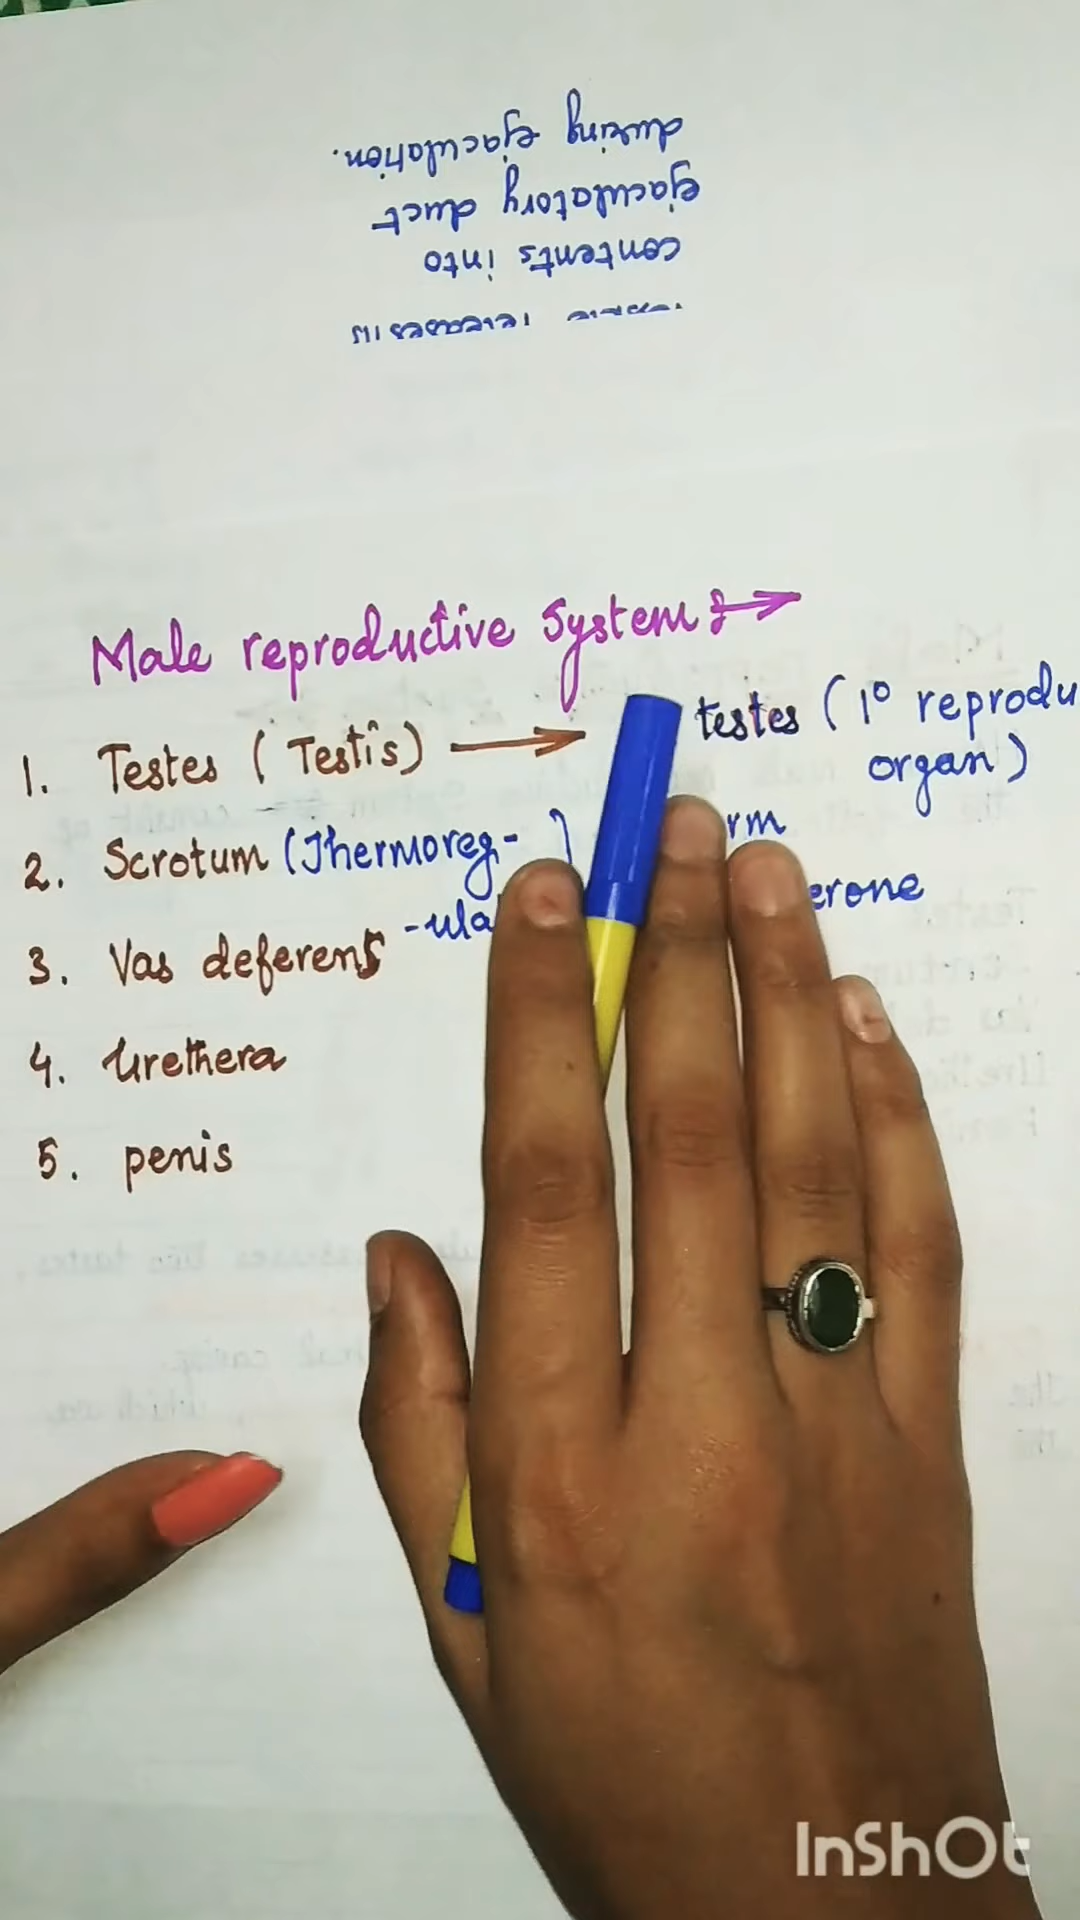 contents into
ejaculatory duct
during ejaculation.
Male reproductive System :→
1. Testes (Testis) → testes (1° reprodu
organ)
2. Scrotum (Thermoreg-
-ula
rm
erone
3. Vas deferens
4. Urethera
5. penis
InShOt